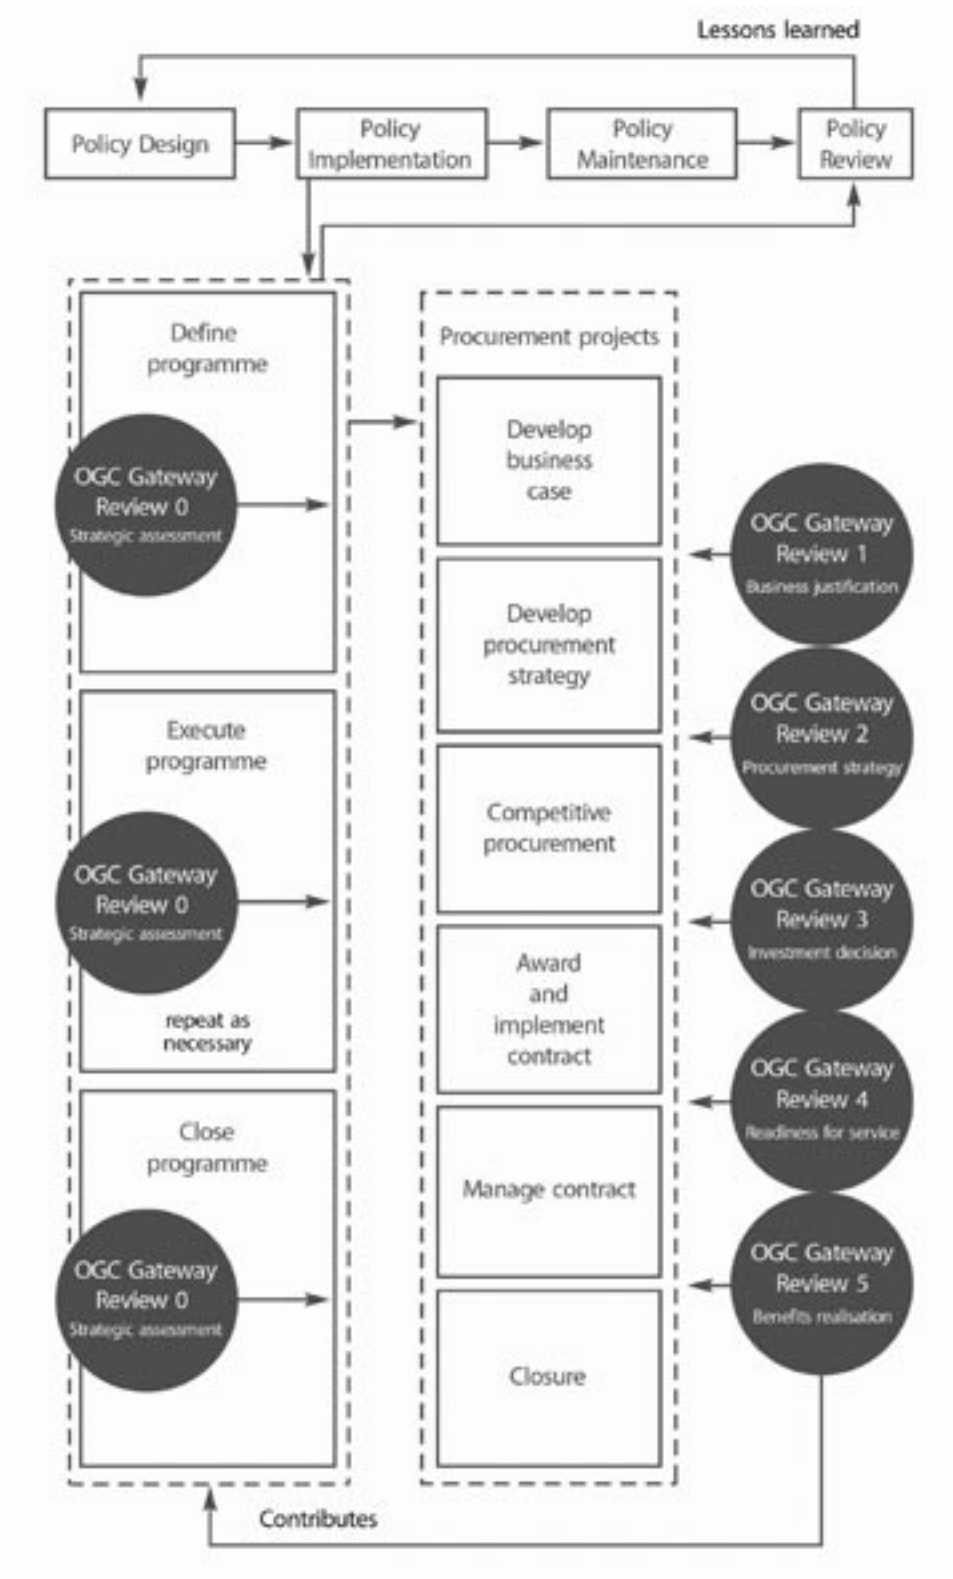 Lessons learned
Policy Design
Policy
Implementation
Policy
Maintenance
Policy
Review
Define
programme
OGC Gateway
Review 0
Strategic assessment
Execute
programme
OGC Gateway
Review 0
Strategic assessment
repeat as
necessary
Close
programme
OGC Gateway
Review 0
Strategic assessment
Procurement projects
Develop
business
case
Develop
procurement
strategy
Competitive
procurement
Award
and
implement
contract
Manage contract
Closure
OGC Gateway
Review 1
Business justification
OGC Gateway
Review 2
Procurement strategy
OGC Gateway
Review 3
Investment decision
OGC Gateway
Review 4
Readiness for service
OGC Gateway
Review 5
Benefits realisation
Contributes